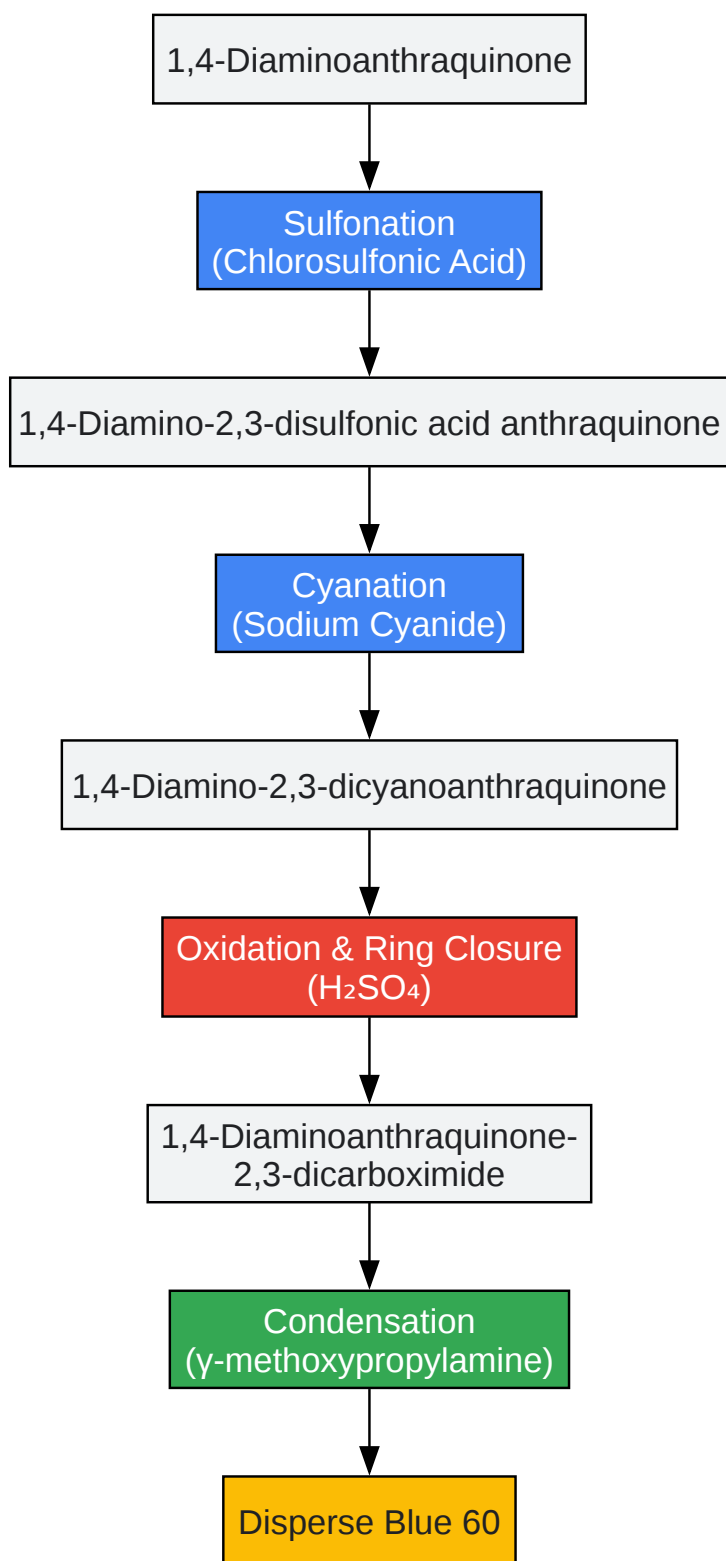 1,4-Diaminoanthraquinone
Sulfonation
(Chlorosulfonic Acid)
1,4-Diamino-2,3-disulfonic acid anthraquinone
Cyanation
(Sodium Cyanide)
1,4-Diamino-2,3-dicyanoanthraquinone
Oxidation & Ring Closure
(H₂SO₄)
1,4-Diaminoanthraquinone-
2,3-dicarboximide
Condensation
(γ-methoxypropylamine)
Disperse Blue 60